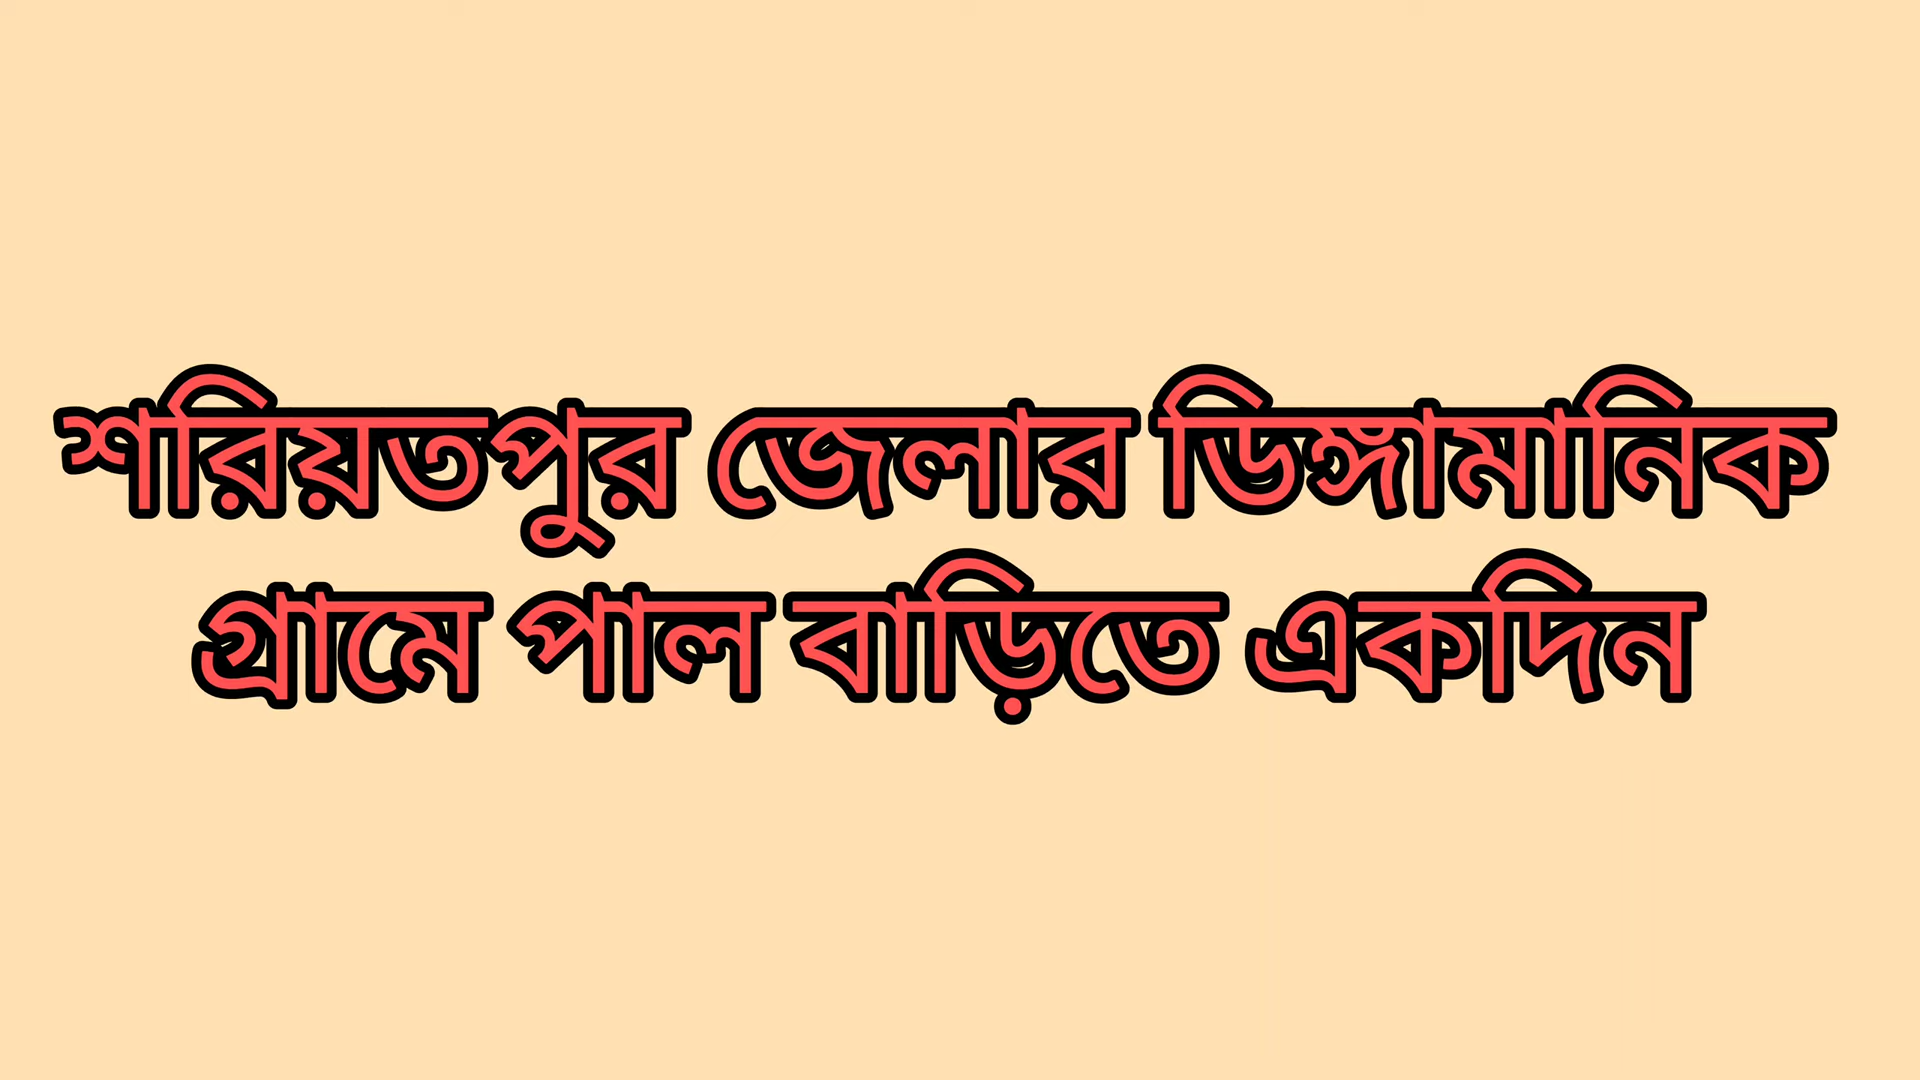 শরিয়তপুর জেলার ডিঙ্গামানিক
গ্রামে পাল বাড়িতে একদিন